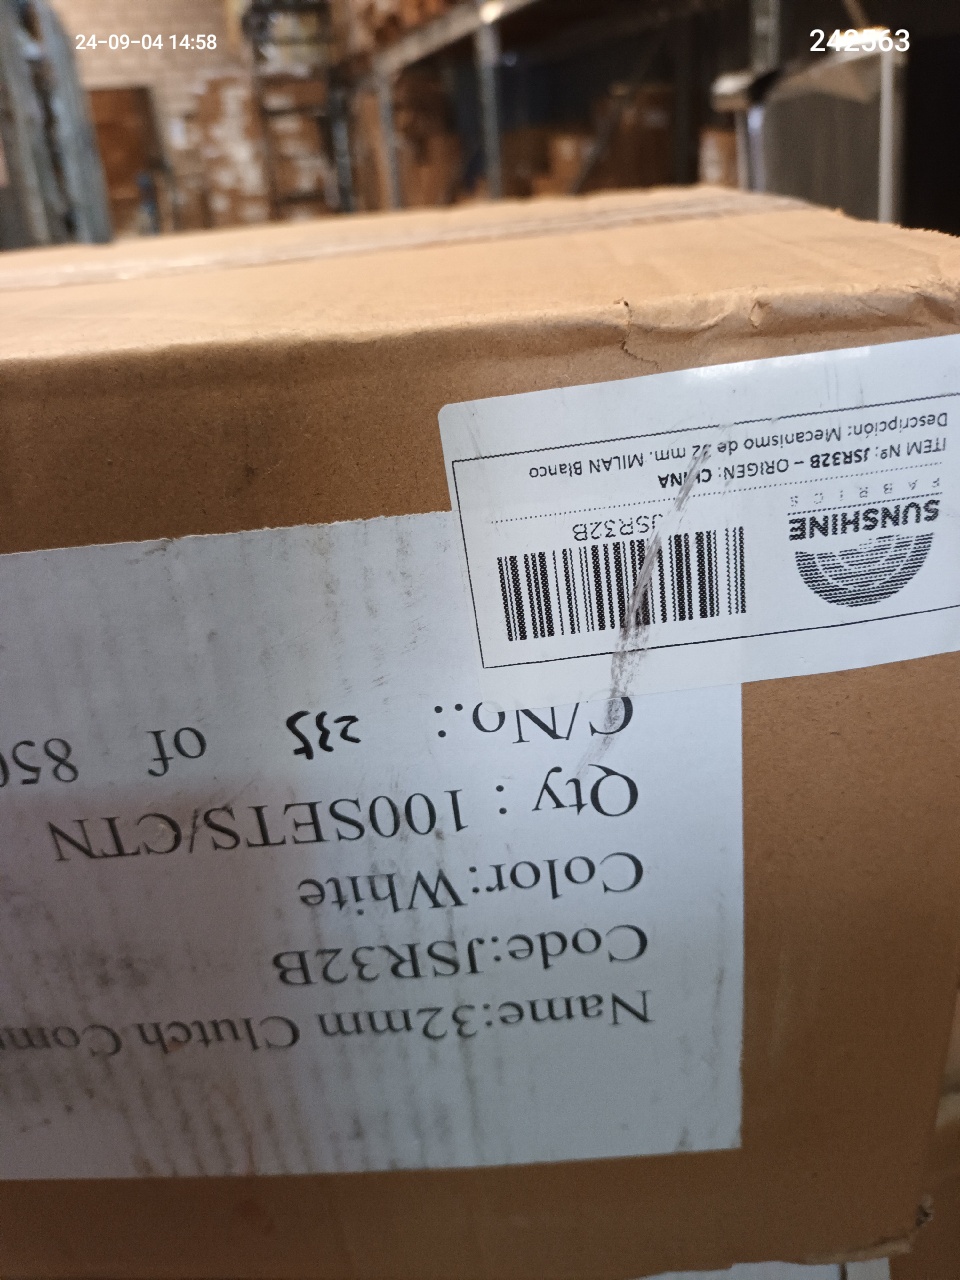 24-09-04 14:58
242563
Name:32mm Clutch
Code:JSR32B
Color:White
Qty : 100SETS/CTN
C/No.: 235 of
SUNSHINE
FABRICS
JSR32B
ITEM Nº: JSR32B – ORIGEN: CHINA
Descripción: Mecanismo de 32 mm. MILAN Blanco